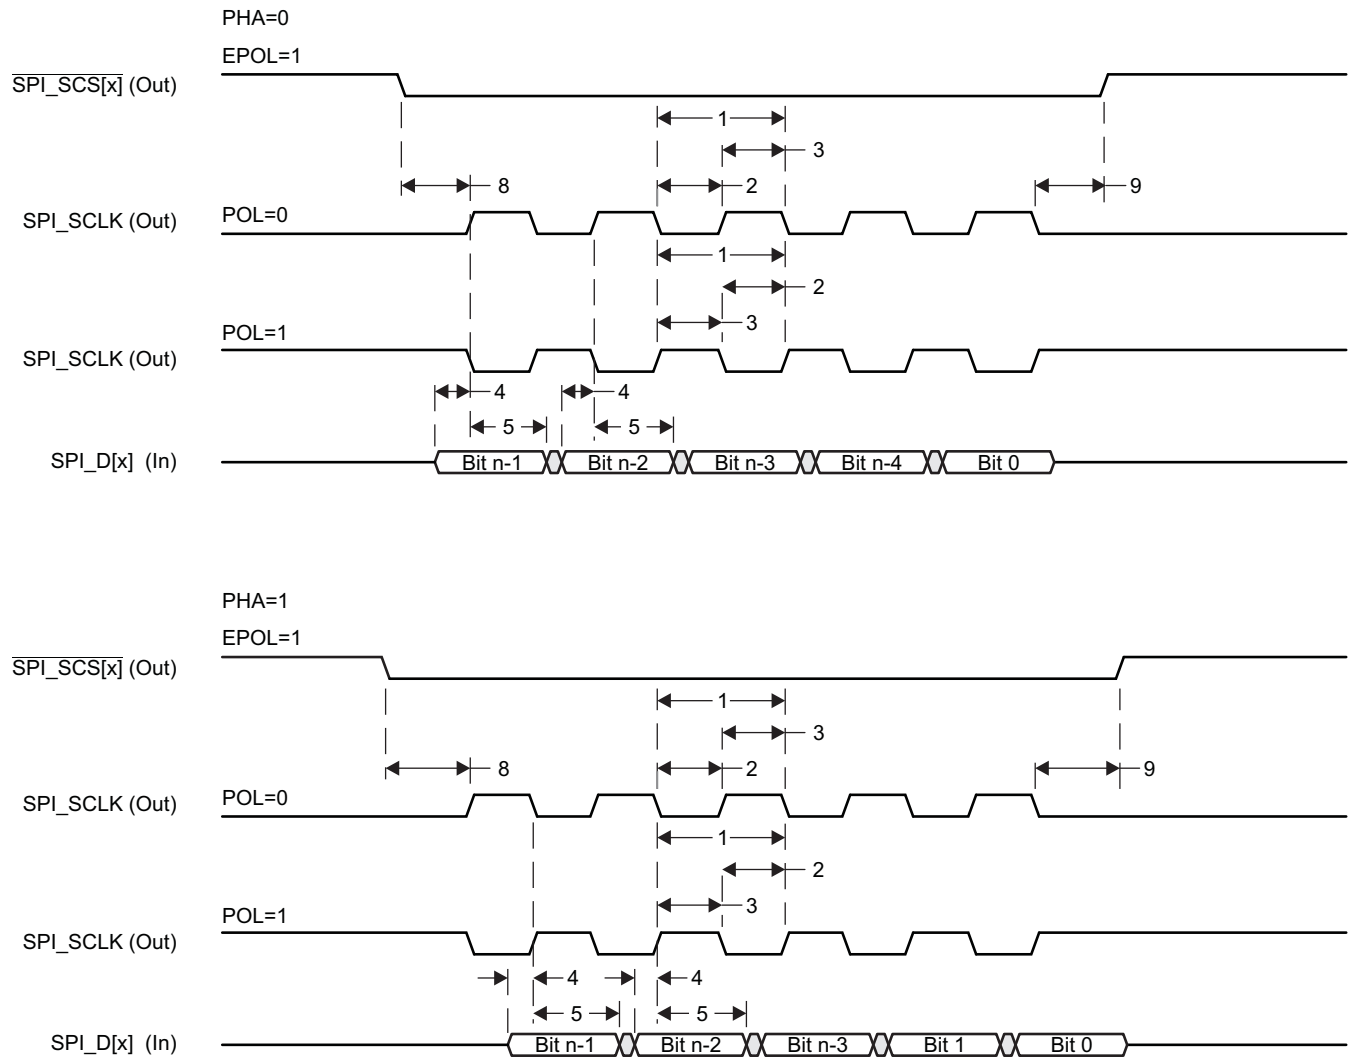 PHA=0
EPOL=1
SPI_SCS[x] (Out)
1
3
8
2
9
SPI_SCLK (Out)
POL=0
1
2
POL=1
3
SPI_SCLK (Out)
4
4
5
5
SPI_D[x] (In)
Bit n-1
Bit n-2
Bit n-3
Bit n-4
Bit 0
PHA=1
EPOL=1
SPI_SCS[x] (Out)
1
3
8
2
9
SPI_SCLK (Out)
POL=0
1
2
POL=1
3
SPI_SCLK (Out)
4
4
5
5
SPI_D[x] (In)
Bit n-1
Bit n-2
Bit n-3
Bit 1
Bit 0